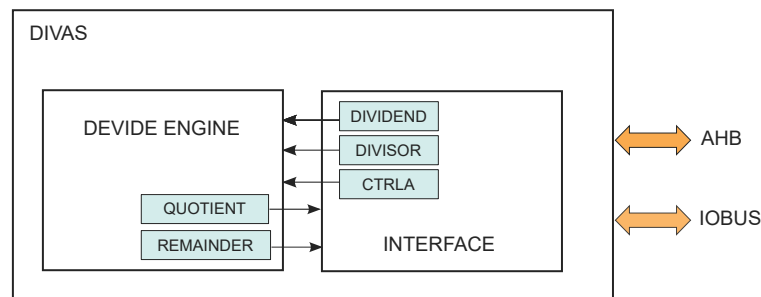 DIVAS
DEVIDE ENGINE
DIVIDEND
DIVISOR
CTRLA
QUOTIENT
REMAINDER
INTERFACE
AHB
IOBUS